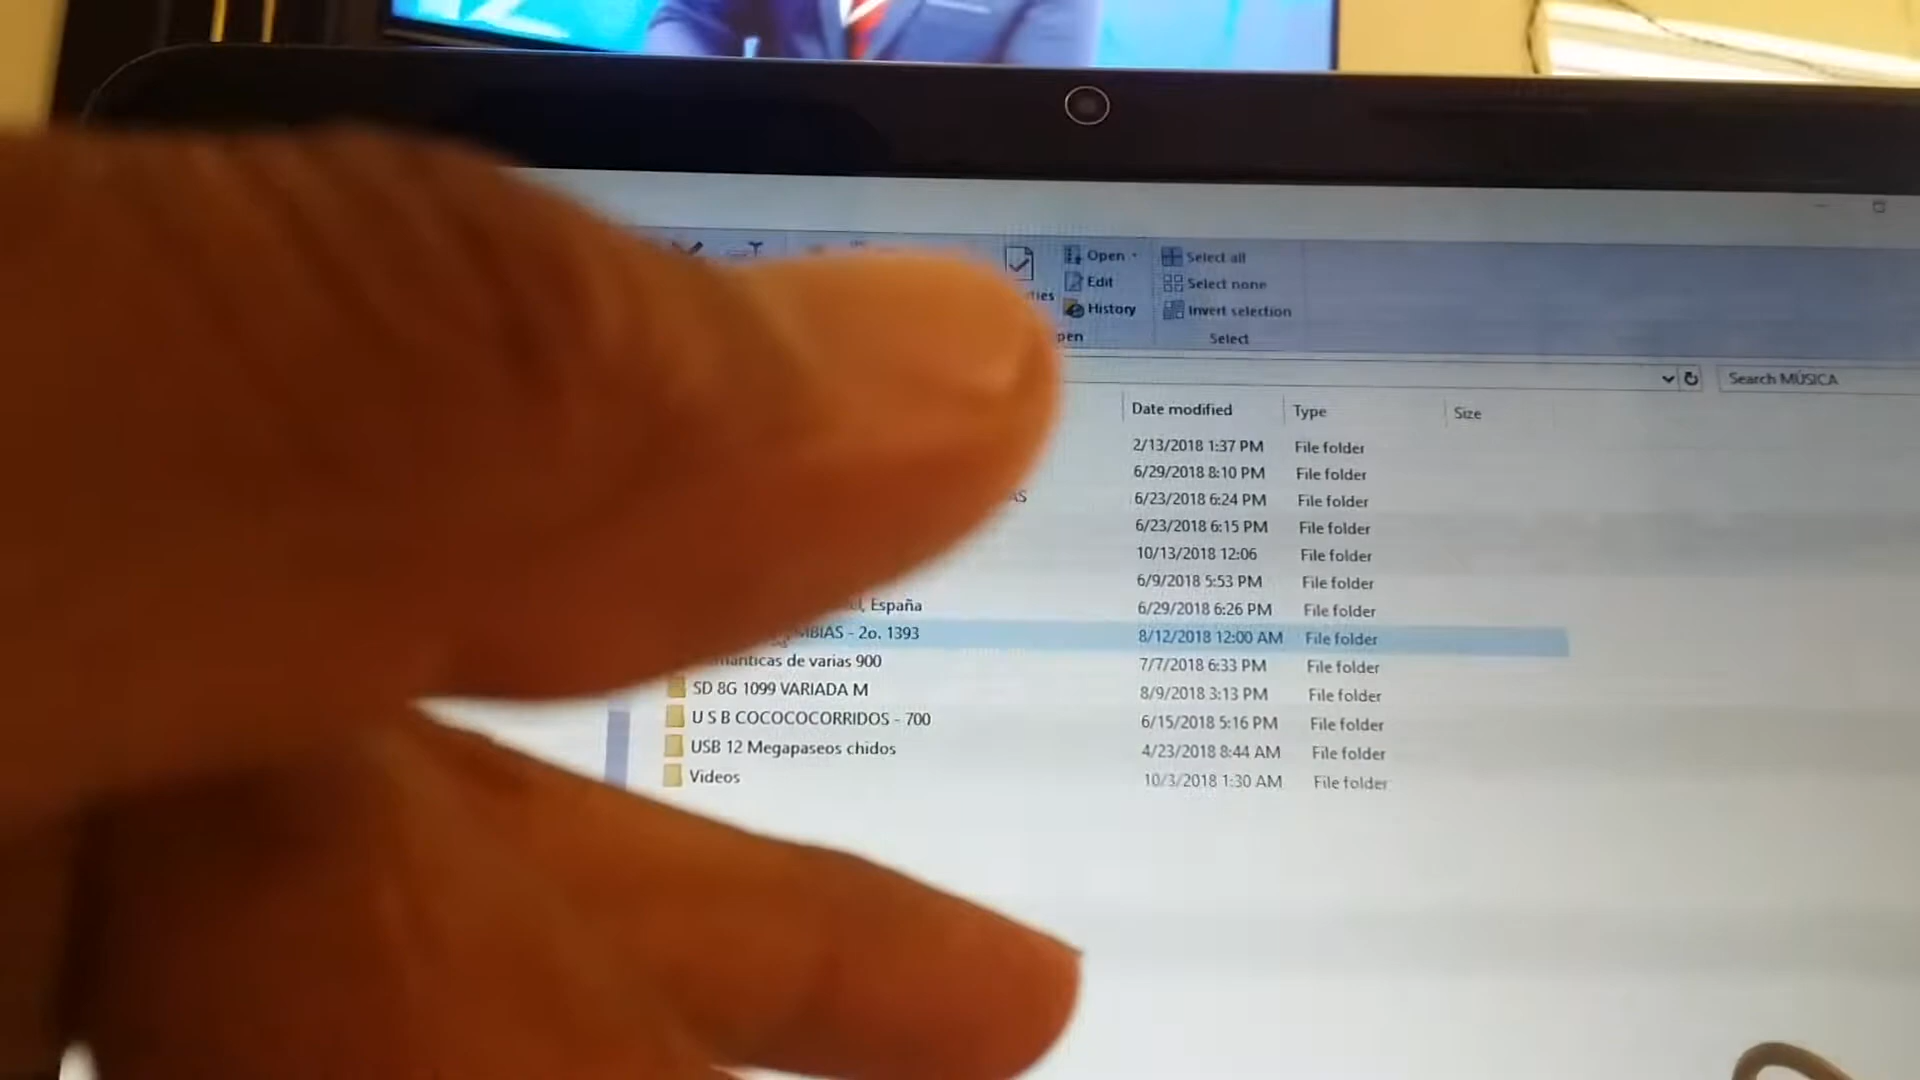 Open
Select all
Edit
Select none
History
Invert selection
Select
Search MÚSICA
Date modified Type Size
2/13/2018 1:37 PM File folder
6/29/2018 8:10 PM File folder
6/23/2018 6:24 PM File folder
6/23/2018 6:15 PM File folder
10/13/2018 12:06 File folder
6/9/2018 5:53 PM File folder
España 6/29/2018 6:26 PM File folder
- 2o. 1393 8/12/2018 12:00 AM File folder
de varias 900 7/7/2018 6:33 PM File folder
SD 8G 1099 VARIADA M 8/9/2018 3:13 PM File folder
U S B COCOCOCORRIDOS - 700 6/15/2018 5:16 PM File folder
USB 12 Megapaseos chidos 4/23/2018 8:44 AM File folder
Videos 10/3/2018 1:30 AM File folder